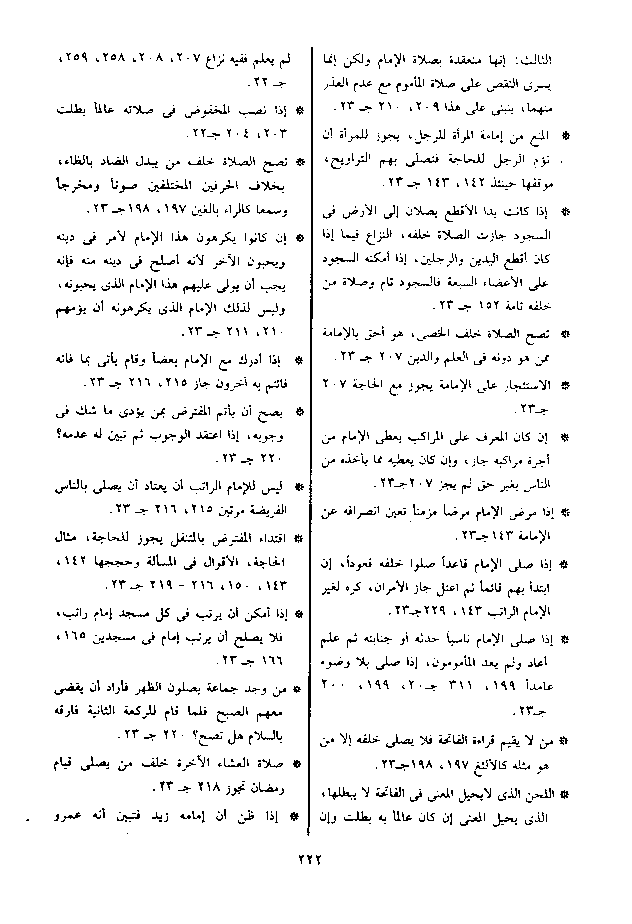 الثالث: إنها منعقدة بصلاة الإمام ولكن إنما
يسرى النقص على صلاة المأموم مع عدم العذر
منهما، ينبنى على هذا ٢٠٩، ٢١٠ جـ ٢٣.
* المنع من إمامة المرأة للرجل، يجوز للمرأة أن
تؤم الرجل للحاجة فتصلى بهم التراويح،
موقفها حينئذ ١٤٢، ١٤٣ جـ ٢٣.
* إذا كانت يدا الأقطع يصلان إلى الأرض فى
السجود جازت الصلاة خلفه، النزاع فيما إذا
كان أقطع اليدين والرجلين، إذا أمكنه السجود
على الأعضاء السبعة فالسجود تام وصلاة من
خلفه تامة ١٥٢ جـ ٢٣.
* تصح الصلاة خلف الخصى، هو أحق بالإمامة
ممن هو دونه فى العلم والدين ٢٠٧ جـ ٢٣.
* الاستئجار على الإمامة يجوز مع الحاجة ٢٠٧
جـ٢٣.
* إن كان المعرف على المراكب يعطى الإمام من
أجرة مراكبه جاز، وإن كان يعطيه مما يأخذه من
الناس بغير حق لم يجز ٢٠٧جـ٢٣.
* إذا مرض الإمام مرضا مزمناً تعين انصرافه عن
الإمامة ١٤٣ جـ٢٣.
* إذا صلى الإمام قاعداً صلوا خلفه قعوداً، إن
ابتدأ بهم قائماً ثم اعتل جاز الأمران، كره لغير
الإمام الراتب ١٤٣، ٢٢٩جـ٢٣.
* إذا صلى الإمام ناسياً حدثه أو جنابته ثم علم
أعاد ولم يعد المأمومون، إذا صلى بلا وضوء
عامداً ١٩٩، ٣١١ جـ٢٠، ١٩٩، ٢٠٠
جـ٢٣.
* من لا يقيم قراءة الفاتحة فلا يصلى خلفه إلا من
هو مثله كالألثغ ١٩٧، ١٩٨جـ٢٣.
* اللحن الذى لايحيل المعنى فى الفاتحة لا يبطلها،
الذى يحيل المعنى إن كان عالماً به بطلت وإن
لم يعلم ففيه نزاع ٢٠٧، ٢٠٨، ٢٥٨، ٢٥٩،
جـ ٢٢.
* إذا نصب المخفوض فى صلاته عالماً بطلت
٢٠٣، ٢٠٤ جـ٢٢.
* تصح الصلاة خلف من يبدل الضاد بالظاء،
بخلاف الحرفين المختلفين صوتاً ومخرجاً
وسمعا كالراء بالغين ١٩٧، ١٩٨ جـ ٢٣.
* إن كانوا يكرهون هذا الإمام لأمر فى دينه
ويحبون الآخر لأنه أصلح فى دينه منه فإنه
يجب أن يولى عليهم هذا الإمام الذى يحبونه،
وليس لذلك الإمام الذى يكرهونه أن يؤمهم
٢١٠، ٢١١ جـ ٢٣.
* إذا أدرك مع الإمام بعضاً وقام يأتى بما فاته
فائتم به آخرون جاز ٢١٥، ٢١٦ جـ ٢٣.
* يصح أن يأتم المفترض بمن يؤدى ما شك فى
وجوبه، إذا اعتقد الوجوب ثم تبين له عدمه؟
٢٢٠ جـ ٢٣.
* ليس للإمام الراتب أن يعتاد أن يصلى بالناس
الفريضة مرتين ٢١٥، ٢١٦ جـ ٢٣.
* اقتداء المفترض بالمتنفل يجوز للحاجة، مثال
الحاجة، الأقوال فى المسألة وحججها ١٤٢،
١٤٣، ١٥٠، ٢١٦ - ٢١٩ جـ ٢٣.
* إذا أمكن أن يرتب فى كل مسجد إمام راتب،
فلا يصلح أن يرتب إمام فى مسجدين ١٦٥،
١٦٦ جـ ٢٣.
* من وجد جماعة يصلون الظهر فأراد أن يقضى
معهم الصبح فلما قام للركعة الثانية فارقه
بالسلام هل تصح؟ ٢٢٠ جـ ٢٣.
* صلاة العشاء الآخرة خلف من يصلى قيام
رمضان تجوز ٢١٨ جـ ٢٣.
* إذا ظن أن إمامه زيد فتبين أنه عمرو
٢٢٢